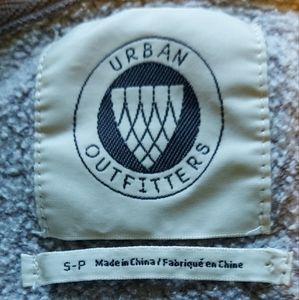 URBAN
OUTFITTERS
S-P Made in China / Fabriqué en Chine